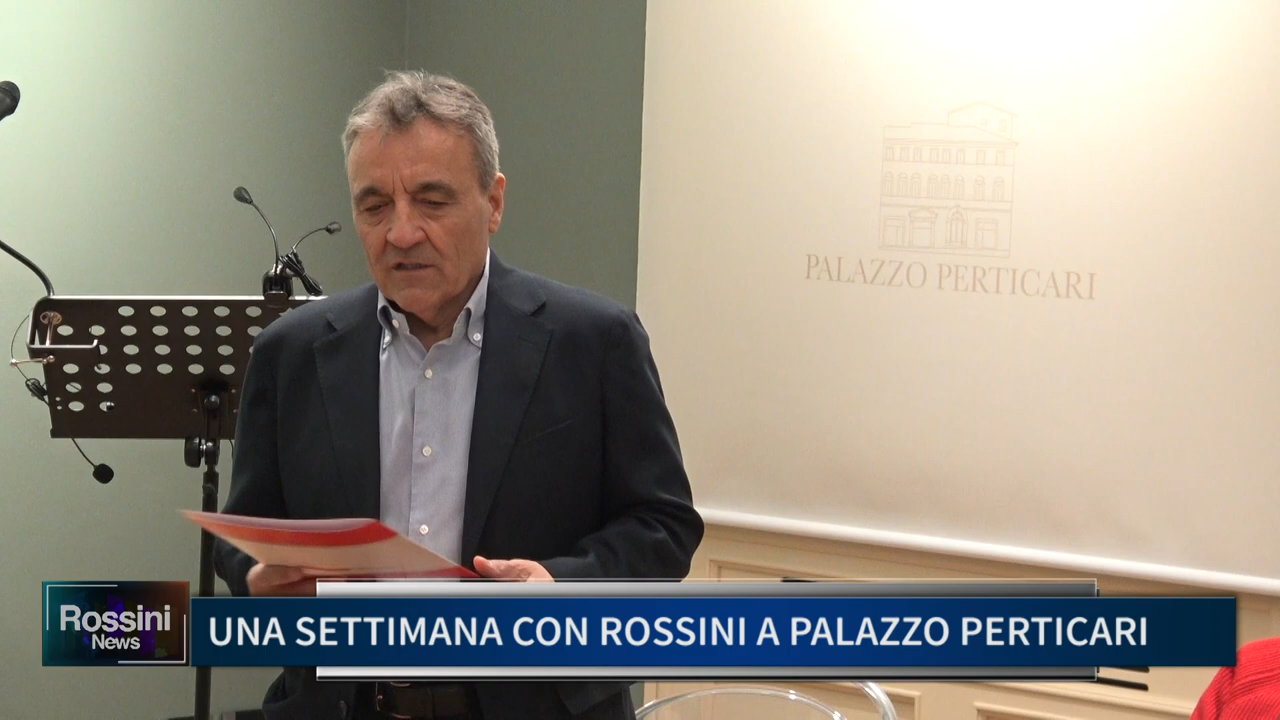 PALAZZO PERTICARI
Rossini
News
UNA SETTIMANA CON ROSSINI A PALAZZO PERTICARI